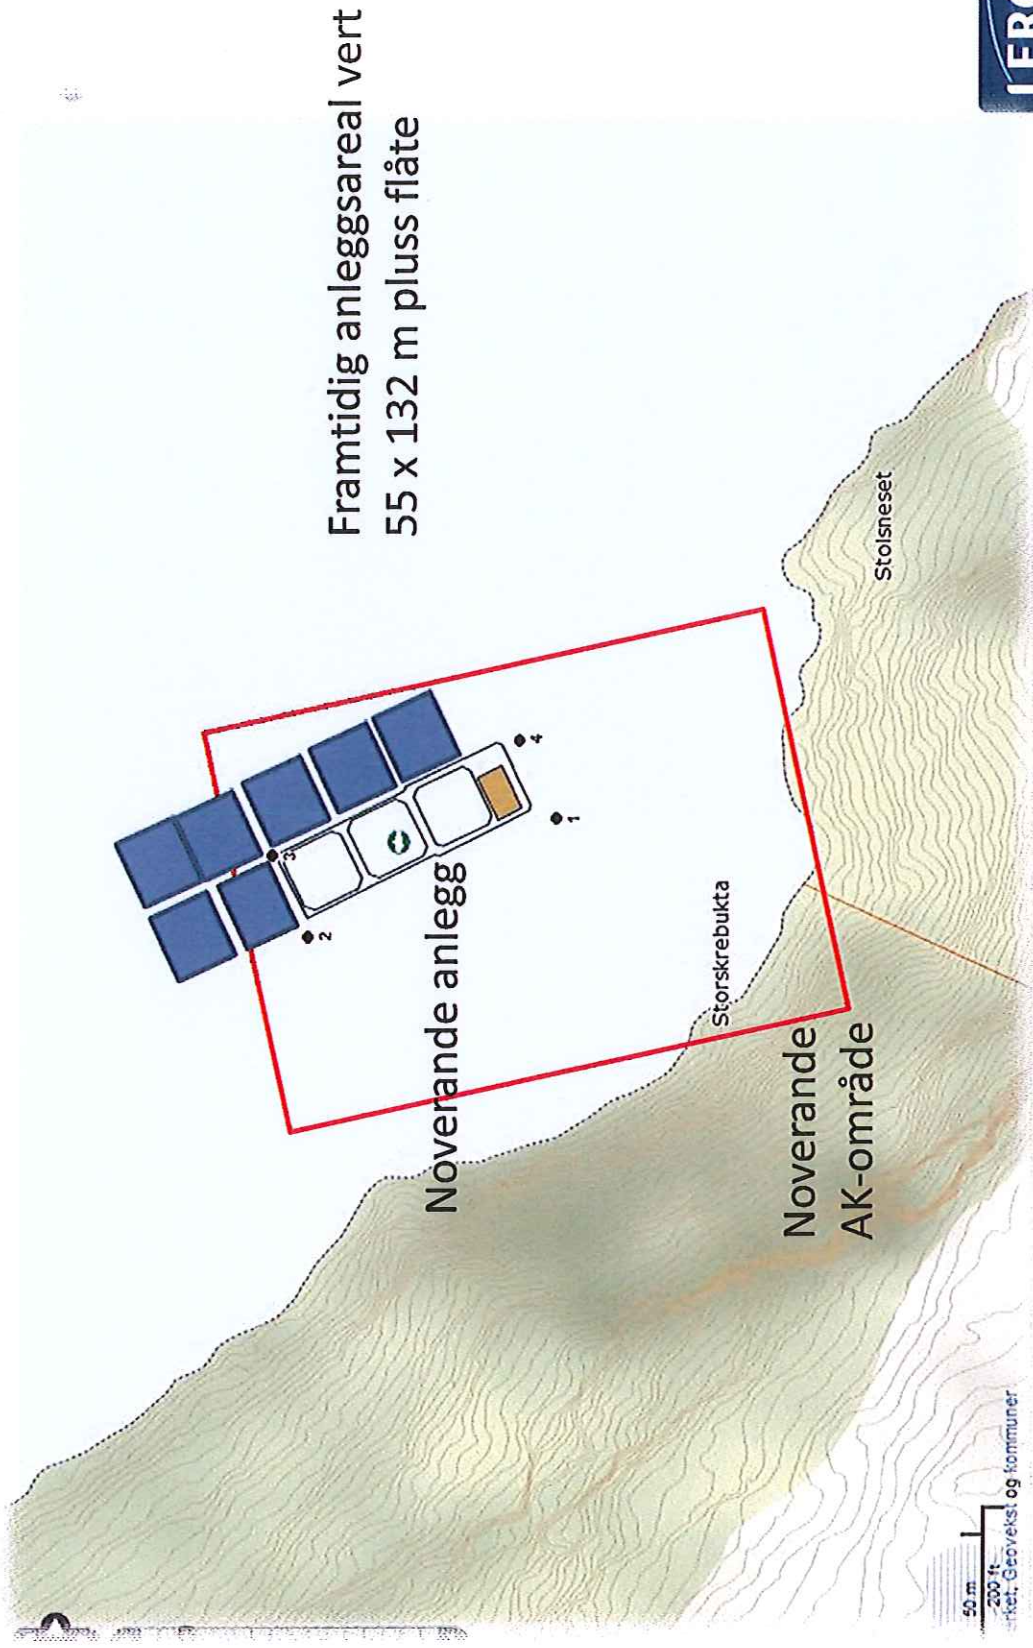 Framtidig anleggsareal vert
55 x 132 m pluss flåte
3
2
4
1
Noverande anlegg
Storskrebukta
Stolsneset
Noverande
AK-område
50 m
200 ft
Geovekst og kommuner